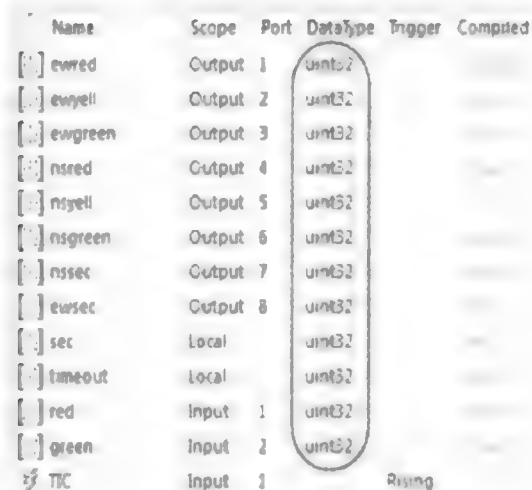 Name Scope Port DataType Trigger Compiled
ewred Output 1 uint32
ewyell Output 2 uint32
ewgreen Output 3 uint32
nsred Output 4 uint32
nsyell Output 5 uint32
nsgreen Output 6 uint32
nssec Output 7 uint32
ewsec Output 8 uint32
sec Local uint32
timeout Local uint32
red Input 1 uint32
green Input 2 uint32
TIC Input 1 Rising